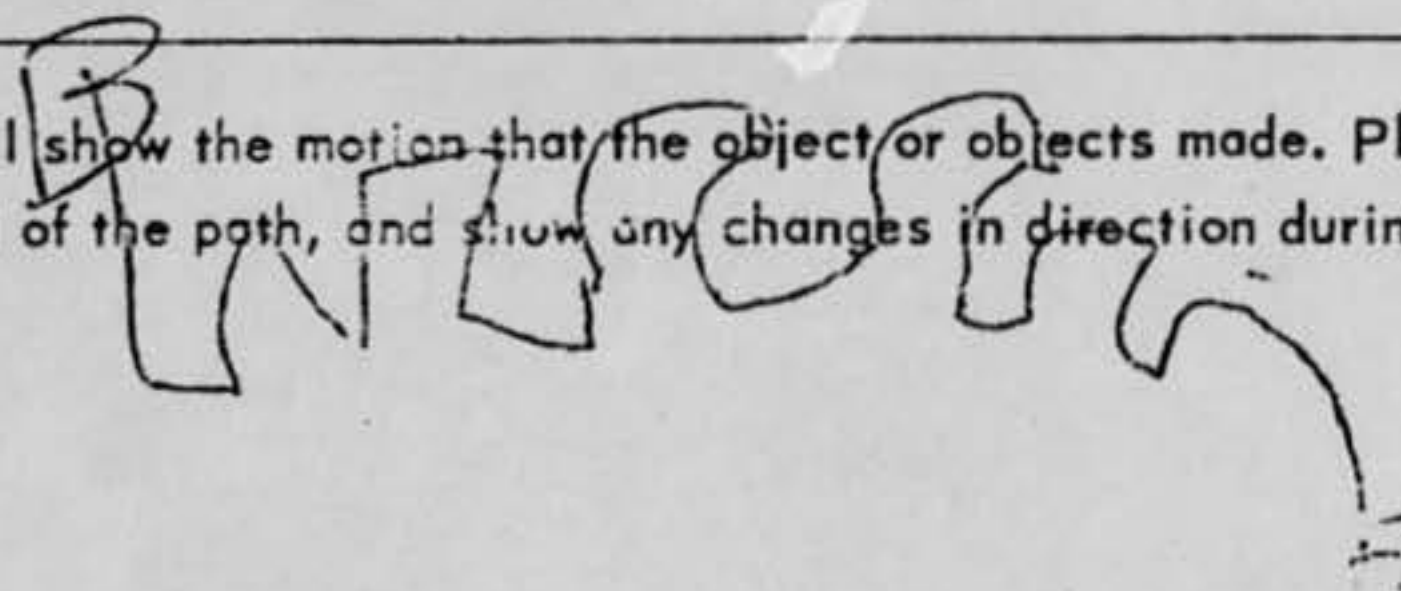 l show the motion that the object or objects made. Pl
of the path, and show any changes in direction durin